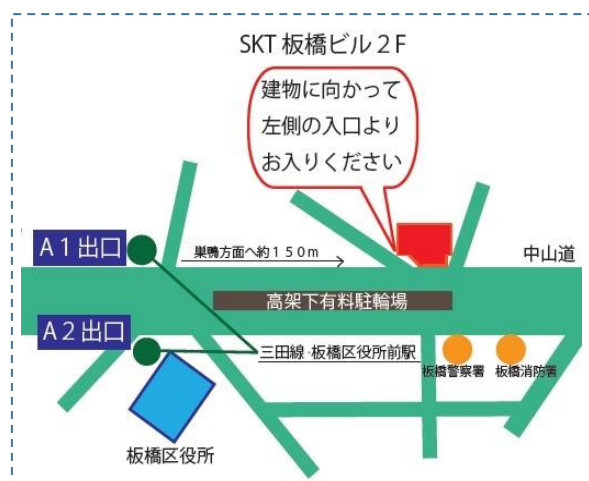 SKT 板橋ビル２F
建物に向かって
左側の入口より
お入りください
A１出口
巣鴨方面へ約１５０ｍ
中山道
高架下有料駐輪場
A２出口
三田線･板橋区役所前駅
板橋警察署
板橋消防署
板橋区役所